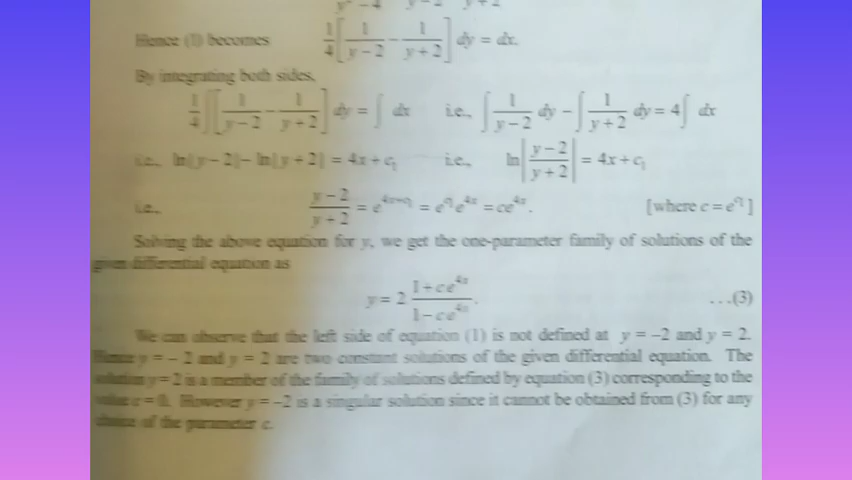 y² − 4 y − 2 y + 2
Hence (1) becomes 1/4 [ 1/(y − 2) − 1/(y + 2) ] dy = dx.
By integrating both sides,
1/4 ∫ [ 1/(y − 2) − 1/(y + 2) ] dy = ∫ dx i.e., ∫ 1/(y − 2) dy − ∫ 1/(y + 2) dy = 4 ∫ dx
i.e., ln|y − 2| − ln|y + 2| = 4x + c₁ i.e., ln| (y − 2)/(y + 2) | = 4x + c₁
i.e., (y − 2)/(y + 2) = e^(4x+c₁) = e^(c₁) e^(4x) = ce^(4x). [where c = e^(c₁) ]
Solving the above equation for y, we get the one-parameter family of solutions of the
given differential equation as
y = 2 (1 + ce^(4x))/(1 − ce^(4x)). ...(3)
We can observe that the left side of equation (1) is not defined at y = −2 and y = 2.
Hence y = − 2 and y = 2 are two constant solutions of the given differential equation. The
solution y = 2 is a member of the family of solutions defined by equation (3) corresponding to the
value c = 0. However y = −2 is a singular solution since it cannot be obtained from (3) for any
choice of the parameter c.